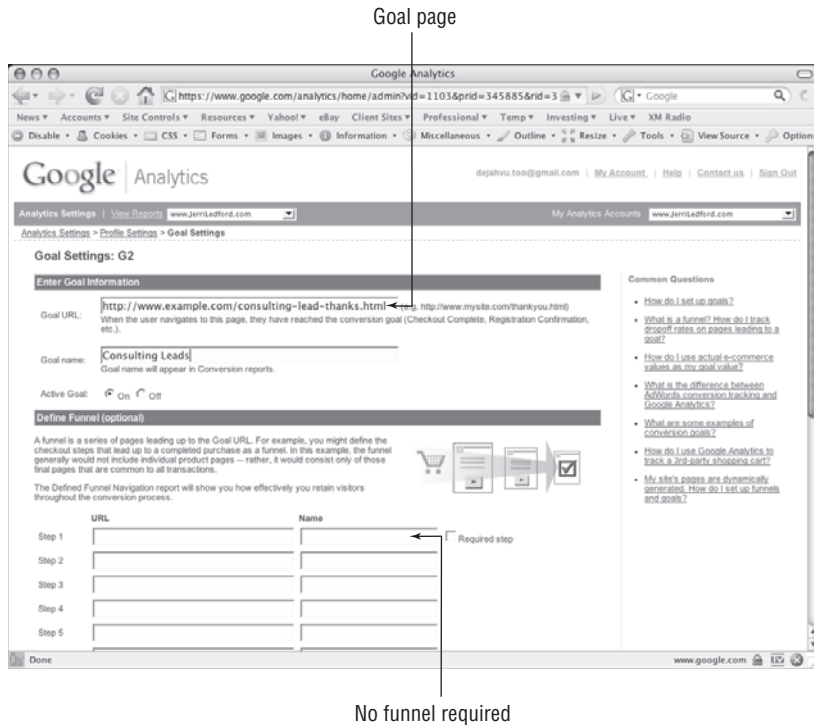 Goal page
Google Analytics
https://www.google.com/analytics/home/admin?vid=1103&prid=345885&rid=3
G Google
News Accounts Site Controls Resources Yahoo! eBay Client Sites Professional Temp Investing Live XM Radio
Disable Cookies CSS Forms Images Information Miscellaneous Outline Resize Tools View Source Option
Google Analytics
dejahvu.too@gmail.com | My Account | Help | Contact us | Sign Out
Analytics Settings | View Reports www.JerriLedford.com My Analytics Accounts www.JerriLedford.com
Analytics Settings > Profile Settings > Goal Settings
Goal Settings: G2
Enter Goal Information
Goal URL: http://www.example.com/consulting-lead-thanks.html (e.g. http://www.mysite.com/thankyou.html)
When the user navigates to this page, they have reached the conversion goal (Checkout Complete, Registration Confirmation,
etc.).
Goal name: Consulting Leads
Goal name will appear in Conversion reports.
Active Goal: On Off
Define Funnel (optional)
A funnel is a series of pages leading up to the Goal URL. For example, you might define the
checkout steps that lead up to a completed purchase as a funnel. In this example, the funnel
generally would not include individual product pages -- rather, it would consist only of those
final pages that are common to all transactions.
The Defined Funnel Navigation report will show you how effectively you retain visitors
throughout the conversion process.
URL Name
Step 1 Required step
Step 2
Step 3
Step 4
Step 5
Common Questions
How do I set up goals?
What is a funnel? How do I track
dropoff rates on pages leading to a
goal?
How do I use actual e-commerce
values as my goal value?
What is the difference between
AdWords conversion tracking and
Google Analytics?
What are some examples of
conversion goals?
How do I use Google Analytics to
track a 3rd-party shopping cart?
My site's pages are dynamically
generated. How do I set up funnels
and goals?
Done www.google.com
No funnel required